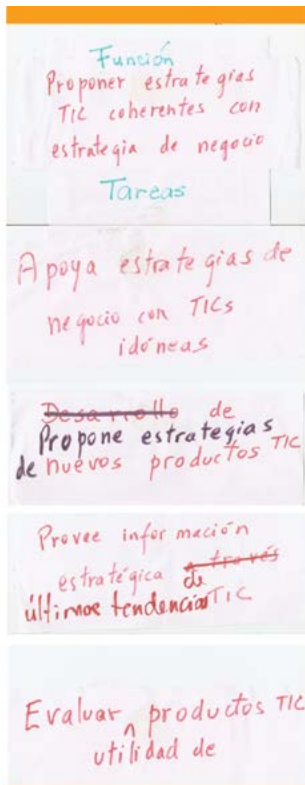 Función
Proponer estrategias
TIC coherentes con
estrategia de negocio
Tareas
Apoya estrategias de
negocio con TICs
idóneas
Desarrollo de
Propone estrategias
de nuevos productos TIC
Provee información
estratégica a través
de
últimas tendencias TIC
Evaluar ^ productos TIC
utilidad de